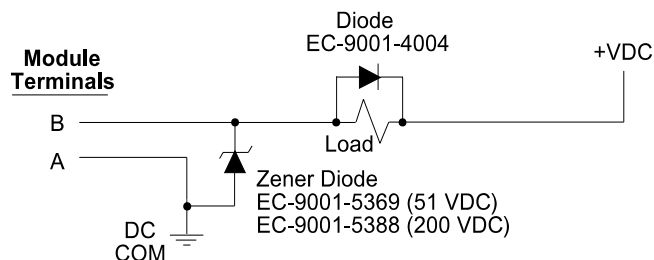 Diode
EC-9001-4004
+VDC
Module
Terminals
B
A
Load
Zener Diode
EC-9001-5369 (51 VDC)
EC-9001-5388 (200 VDC)
DC
COM